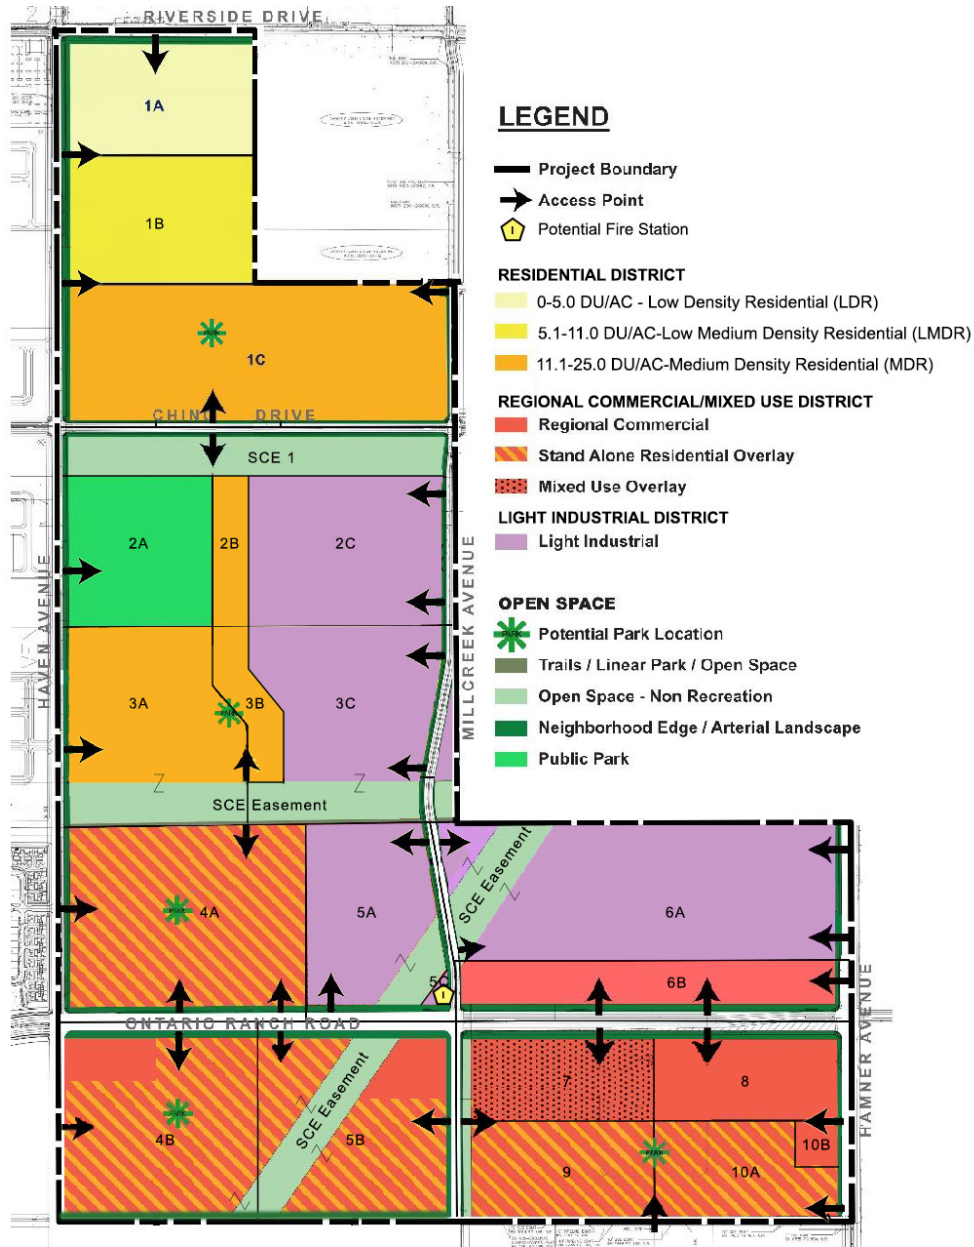 RIVERSIDE DRIVE
1A
1B
1C
PARK
CHINO DRIVE
SCE 1
2A
2B
2C
3A
3B
3C
PARK
SCE Easement
HAVEN AVENUE
MILLCREEK AVENUE
4A
PARK
5A
SCE Easement
6A
6B
I
ONTARIO RANCH ROAD
4B
PARK
SCE Easement
5B
7
8
9
PARK
10A
10B
HAMNER AVENUE
LEGEND
Project Boundary
Access Point
I Potential Fire Station
RESIDENTIAL DISTRICT
0-5.0 DU/AC - Low Density Residential (LDR)
5.1-11.0 DU/AC-Low Medium Density Residential (LMDR)
11.1-25.0 DU/AC-Medium Density Residential (MDR)
REGIONAL COMMERCIAL/MIXED USE DISTRICT
Regional Commercial
Stand Alone Residential Overlay
Mixed Use Overlay
LIGHT INDUSTRIAL DISTRICT
Light Industrial
OPEN SPACE
PARK Potential Park Location
Trails / Linear Park / Open Space
Open Space - Non Recreation
Neighborhood Edge / Arterial Landscape
Public Park